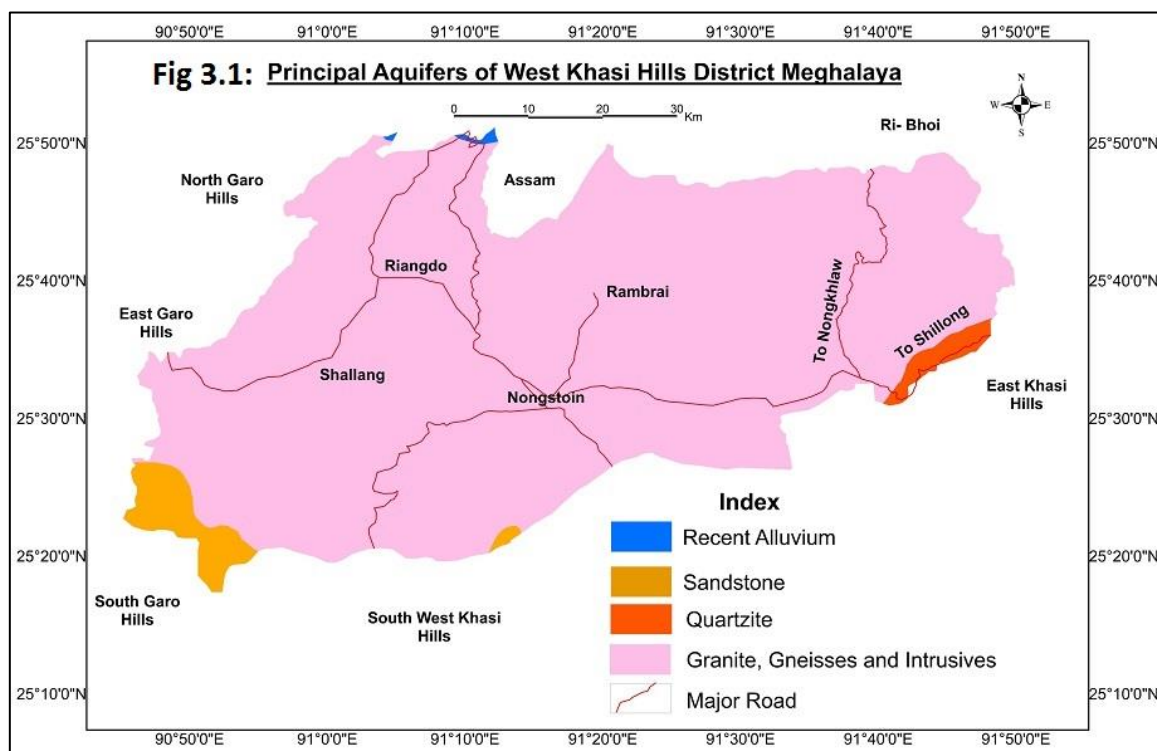 90°50'0"E 91°0'0"E 91°10'0"E 91°20'0"E 91°30'0"E 91°40'0"E 91°50'0"E
Fig 3.1: Principal Aquifers of West Khasi Hills District Meghalaya
N
W E
S
0 10 20 30
Km
Ri- Bhoi
25°50'0"N 25°50'0"N
North Garo
Hills
Assam
Riangdo
25°40'0"N 25°40'0"N
Rambrai
East Garo
Hills
To Nongkhlaw
To Shillong
Shallang
Nongstoin
East Khasi
Hills
25°30'0"N 25°30'0"N
Index
Recent Alluvium
25°20'0"N 25°20'0"N
Sandstone
South Garo
Hills
South West Khasi
Hills
Quartzite
Granite, Gneisses and Intrusives
25°10'0"N 25°10'0"N
Major Road
90°50'0"E 91°0'0"E 91°10'0"E 91°20'0"E 91°30'0"E 91°40'0"E 91°50'0"E